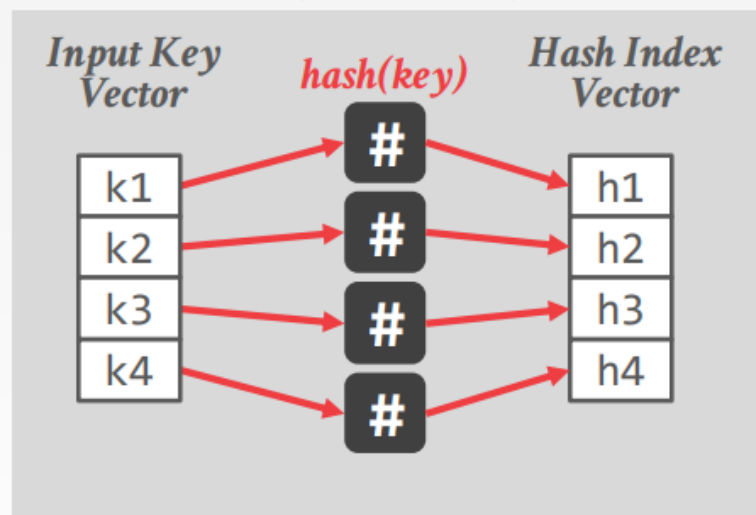 Input Key
Vector
hash(key)
Hash Index
Vector
#
k1
h1
k2
#
h2
k3
#
h3
k4
#
h4